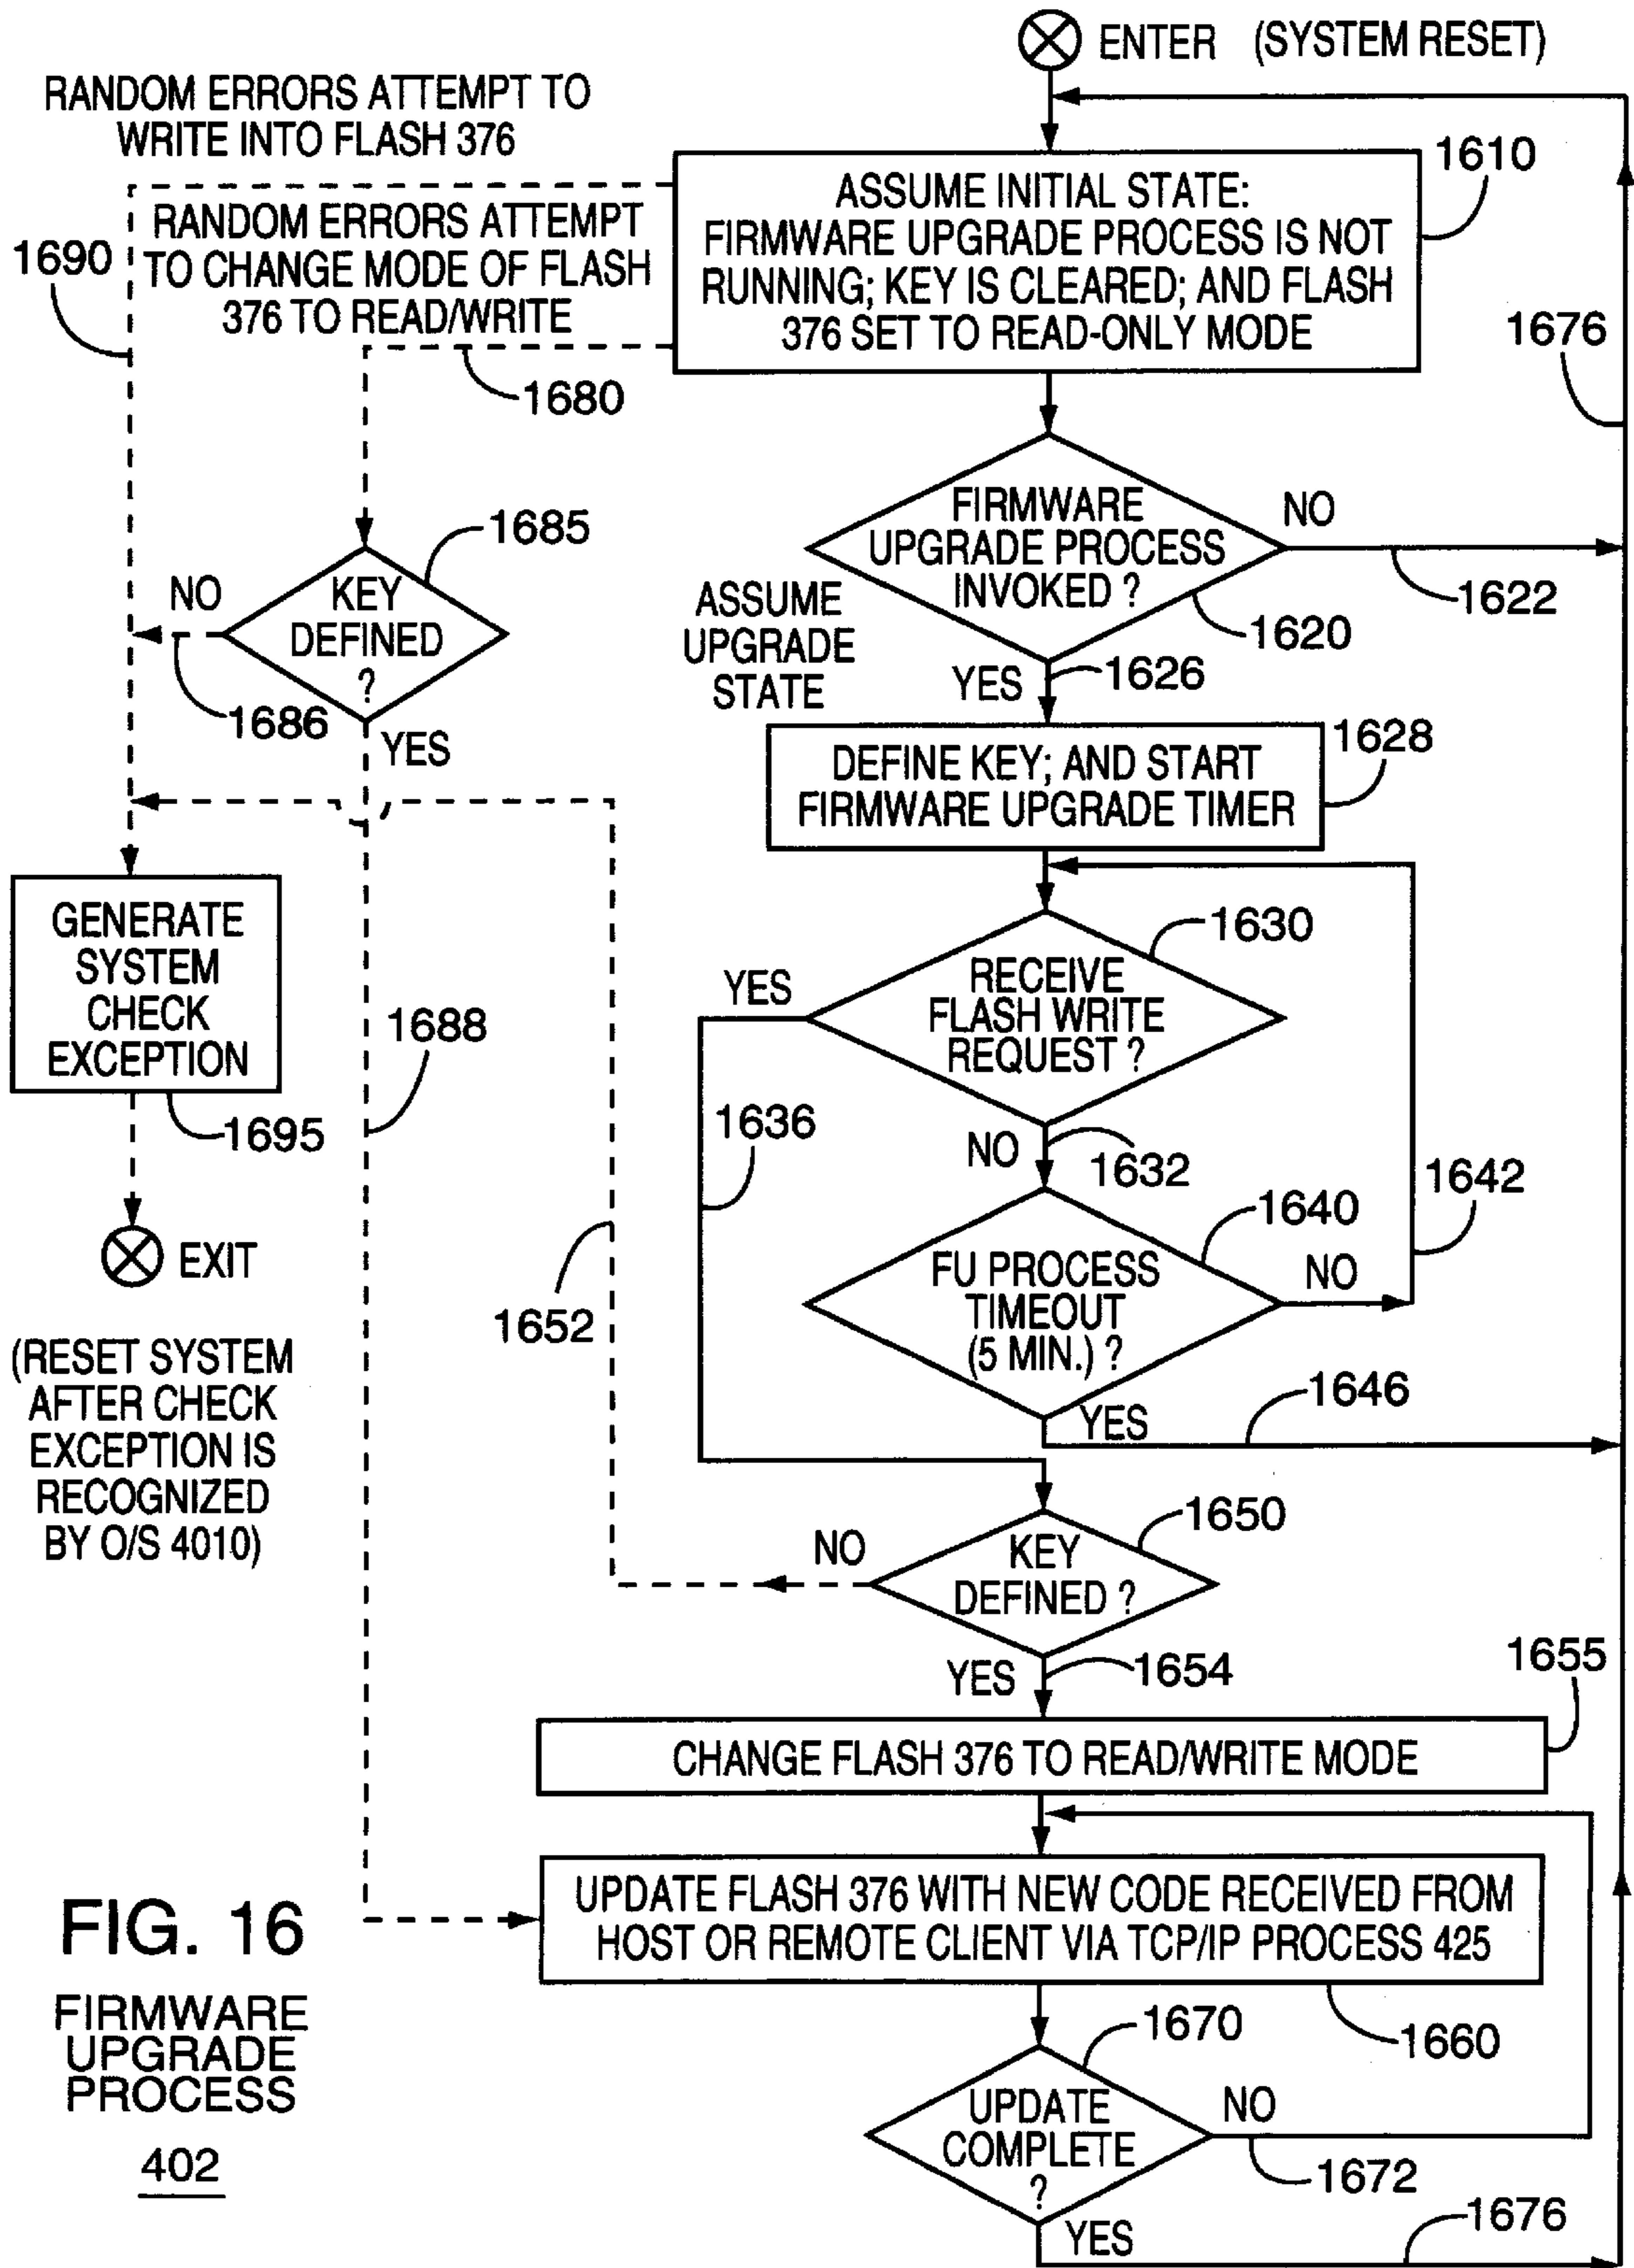 ENTER (SYSTEM RESET)
RANDOM ERRORS ATTEMPT TO
WRITE INTO FLASH 376
1610
ASSUME INITIAL STATE:
FIRMWARE UPGRADE PROCESS IS NOT
RUNNING; KEY IS CLEARED; AND FLASH
376 SET TO READ-ONLY MODE
1690
RANDOM ERRORS ATTEMPT
TO CHANGE MODE OF FLASH
376 TO READ/WRITE
1680
1676
FIRMWARE
UPGRADE PROCESS
INVOKED ?
NO
1622
1620
1685
KEY
DEFINED
?
NO
1686
YES
ASSUME
UPGRADE
STATE
YES
1626
1628
DEFINE KEY; AND START
FIRMWARE UPGRADE TIMER
GENERATE
SYSTEM
CHECK
EXCEPTION
1695
EXIT
(RESET SYSTEM
AFTER CHECK
EXCEPTION IS
RECOGNIZED
BY O/S 4010)
1688
1652
1630
RECEIVE
FLASH WRITE
REQUEST ?
YES
1636
NO
1632
1642
1640
FU PROCESS
TIMEOUT
(5 MIN.) ?
NO
1646
YES
1650
KEY
DEFINED ?
NO
YES
1654
1655
CHANGE FLASH 376 TO READ/WRITE MODE
UPDATE FLASH 376 WITH NEW CODE RECEIVED FROM
HOST OR REMOTE CLIENT VIA TCP/IP PROCESS 425
1660
1670
UPDATE
COMPLETE
?
NO
1672
YES
1676
FIG. 16
FIRMWARE
UPGRADE
PROCESS
402